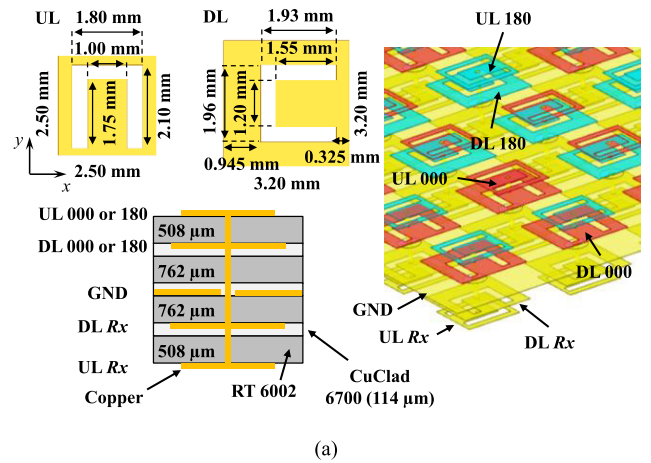 UL
1.80 mm
1.00 mm
2.50 mm
1.75 mm
2.10 mm
2.50 mm
y
x
DL
1.93 mm
1.55 mm
1.96 mm
1.20 mm
3.20 mm
0.945 mm
0.325 mm
3.20 mm
UL 180
DL 180
UL 000
DL 000
GND
UL Rx
DL Rx
UL 000 or 180
508 µm
DL 000 or 180
762 µm
GND
762 µm
DL Rx
508 µm
UL Rx
Copper
RT 6002
CuClad
6700 (114 µm)
(a)